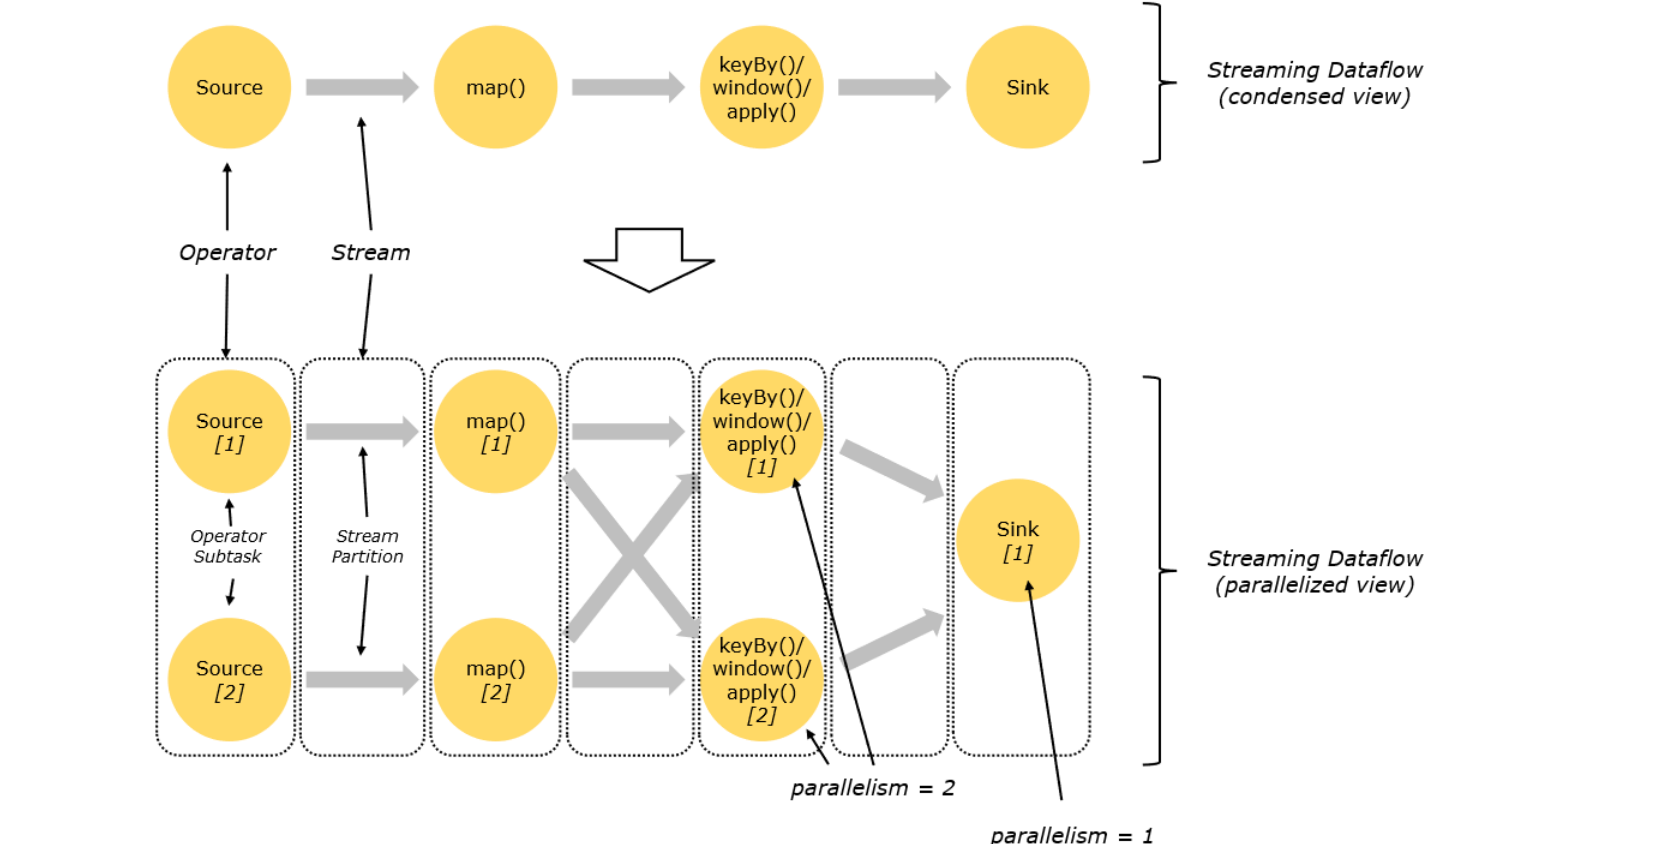 Source
map()
keyBy()/
window()/
apply()
Sink
Streaming Dataflow
(condensed view)
Operator
Stream
Source
[1]
map()
[1]
keyBy()/
window()/
apply()
[1]
Operator
Subtask
Stream
Partition
Sink
[1]
Streaming Dataflow
(parallelized view)
Source
[2]
map()
[2]
keyBy()/
window()/
apply()
[2]
parallelism = 2
parallelism = 1